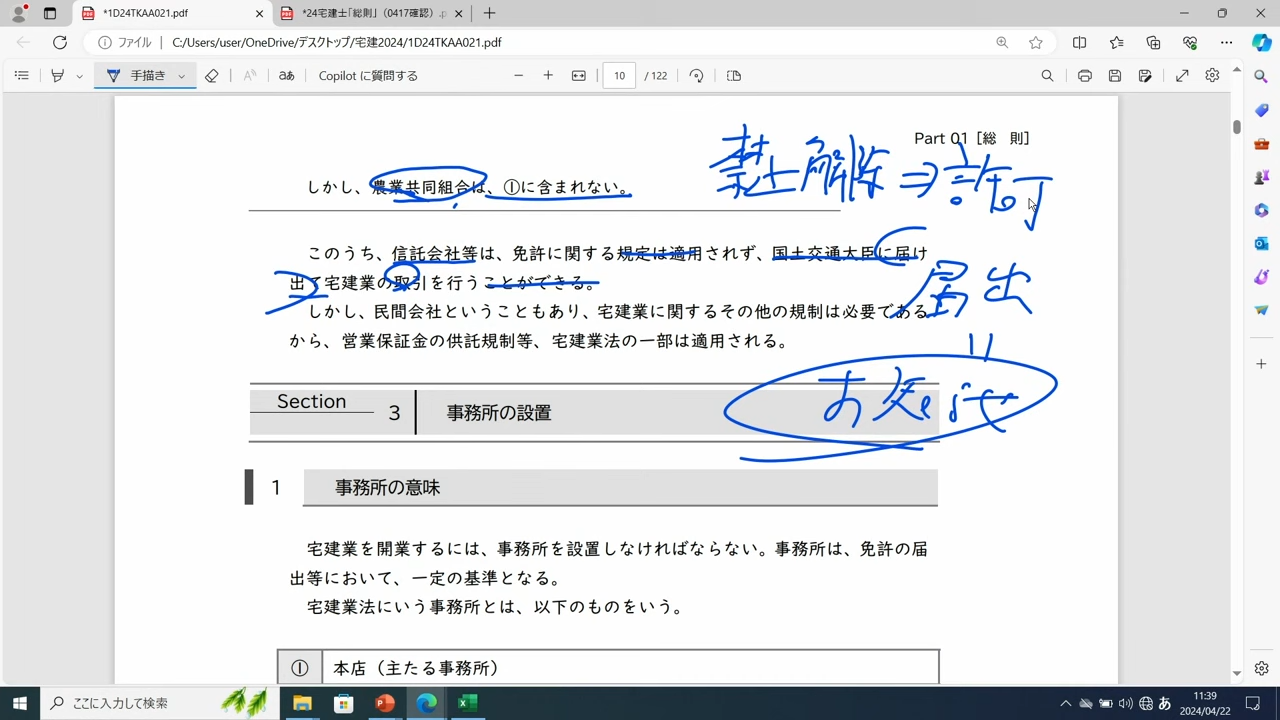 *1D24TKAA021.pdf
*24宅建士「総則」（0417確認）.p
ファイル
C:/Users/user/OneDrive/デスクトップ/宅建2024/1D24TKAA021.pdf
手描き
aあ
Copilot に質問する
10 / 122
Part 01［総　則］
禁止解除⇒許可
しかし、農業共同組合は、①に含まれない。
このうち、信託会社等は、免許に関する規定は適用されず、国土交通大臣に届け
出て宅建業の取引を行うことができる。
届出
しかし、民間会社ということもあり、宅建業に関するその他の規制は必要である
から、営業保証金の供託規制等、宅建業法の一部は適用される。
Section 3 事務所の設置
1 事務所の意味
宅建業を開業するには、事務所を設置しなければならない。事務所は、免許の届
出等において、一定の基準となる。
宅建業法にいう事務所とは、以下のものをいう。
① 本店（主たる事務所）
ここに入力して検索
あ
11:39
2024/04/22